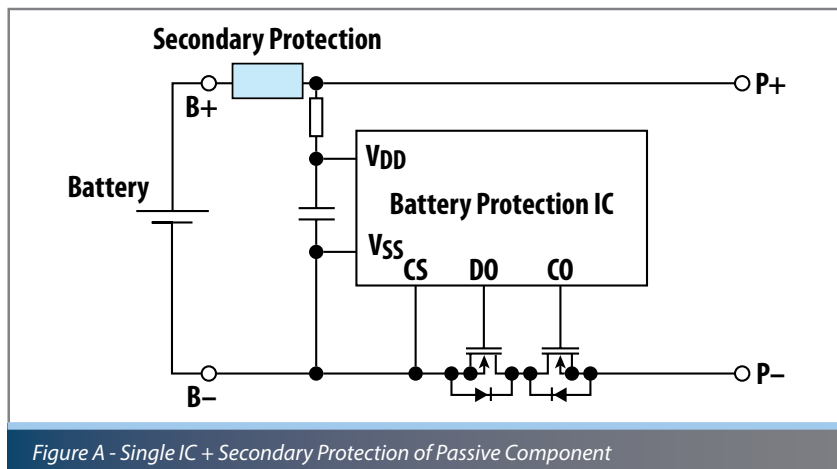 Secondary Protection
B+
P+
VDD
Battery
Battery Protection IC
VSS
CS DO CO
B–
P–
Figure A - Single IC + Secondary Protection of Passive Component